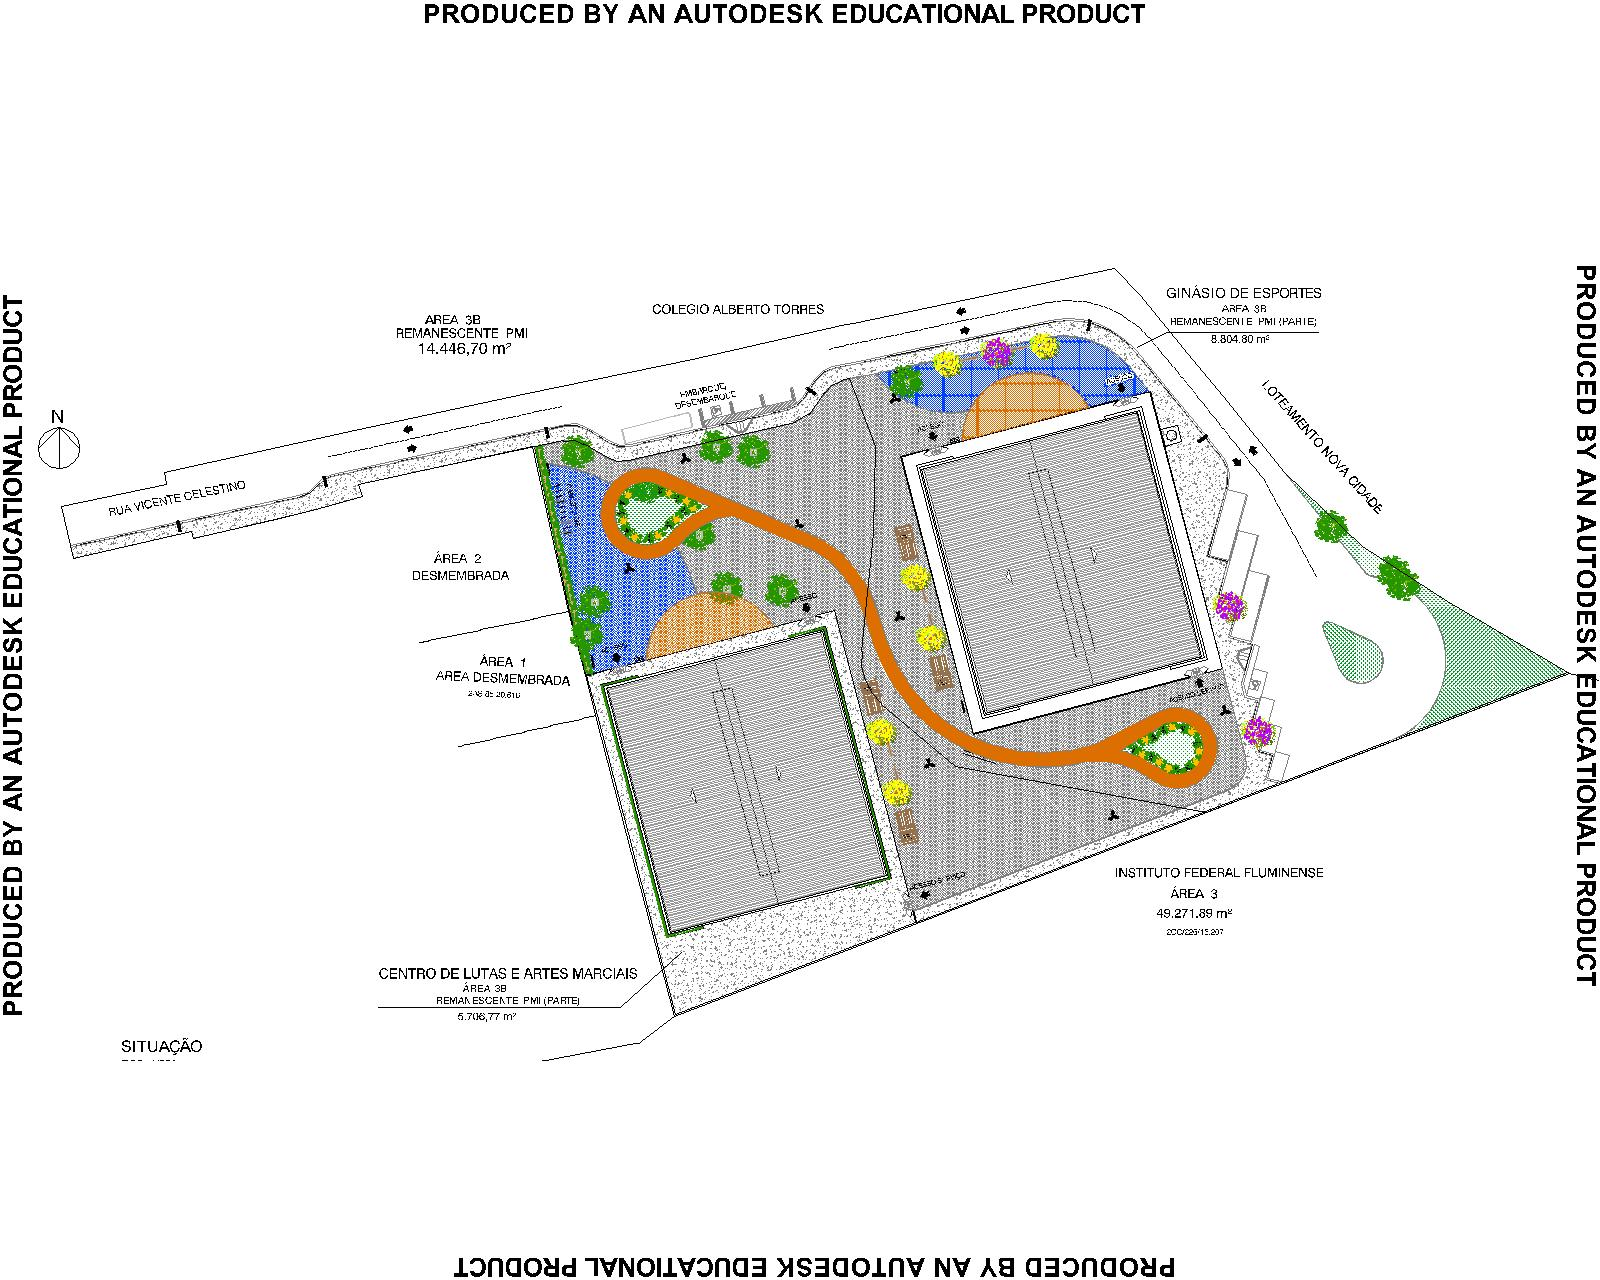 PRODUCED BY AN AUTODESK EDUCATIONAL PRODUCT
PRODUCED BY AN AUTODESK EDUCATIONAL PRODUCT
PRODUCED BY AN AUTODESK EDUCATIONAL PRODUCT
GINÁSIO DE ESPORTES
ÁREA 3B
REMANESCENTE PMI (PARTE)
8.804.80 m²
COLEGIO ALBERTO TORRES
AREA 3B
REMANESCENTE PMI
14.446,70 m²
EMBARQUE
DESEMBARQUE
LOTEAMENTO NOVA CIDADE
N
RUA VICENTE CELESTINO
ÁREA 2
DESMEMBRADA
ACESSO
ÁREA 1
AREA DESMEMBRADA
INSTITUTO FEDERAL FLUMINENSE
ÁREA 3
49.271.89 m²
CENTRO DE LUTAS E ARTES MARCIAIS
ÁREA 3B
REMANESCENTE PMI (PARTE)
5.706,77 m²
SITUAÇÃO
PRODUCED BY AN AUTODESK EDUCATIONAL PRODUCT